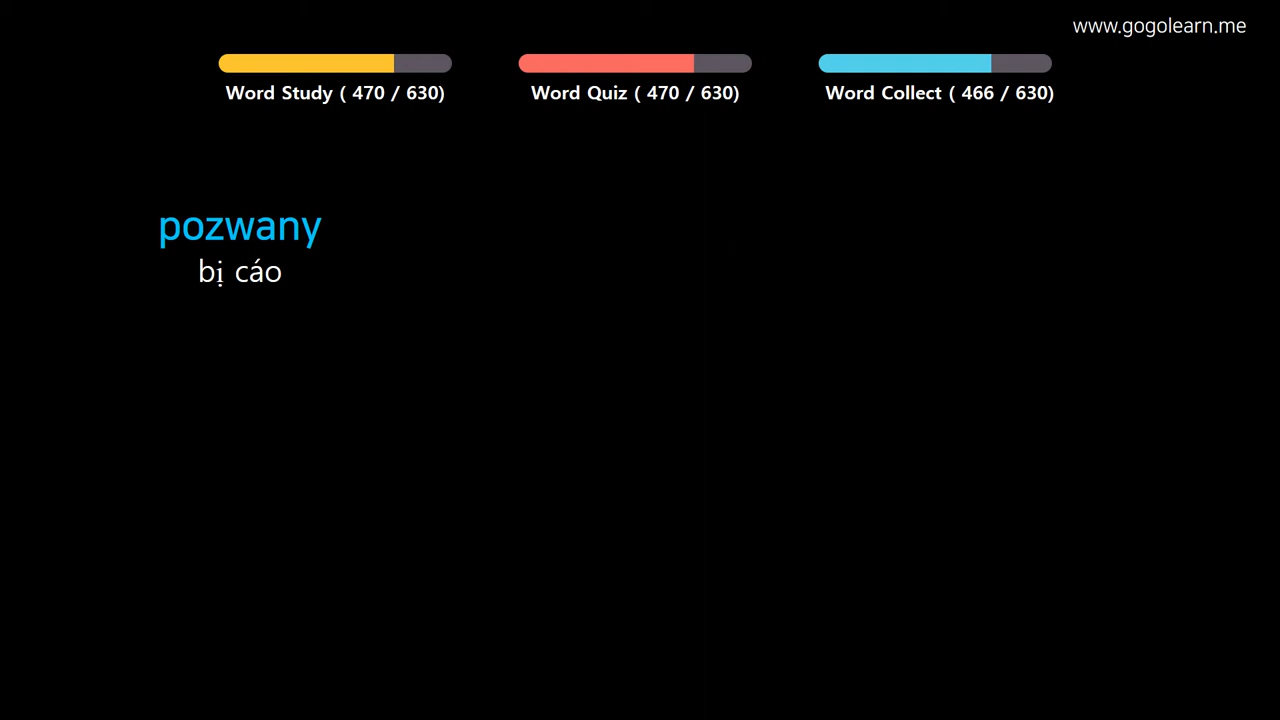 www.gogolearn.me
Word Study ( 470 / 630)
Word Quiz ( 470 / 630)
Word Collect ( 466 / 630)
pozwany
bị cáo